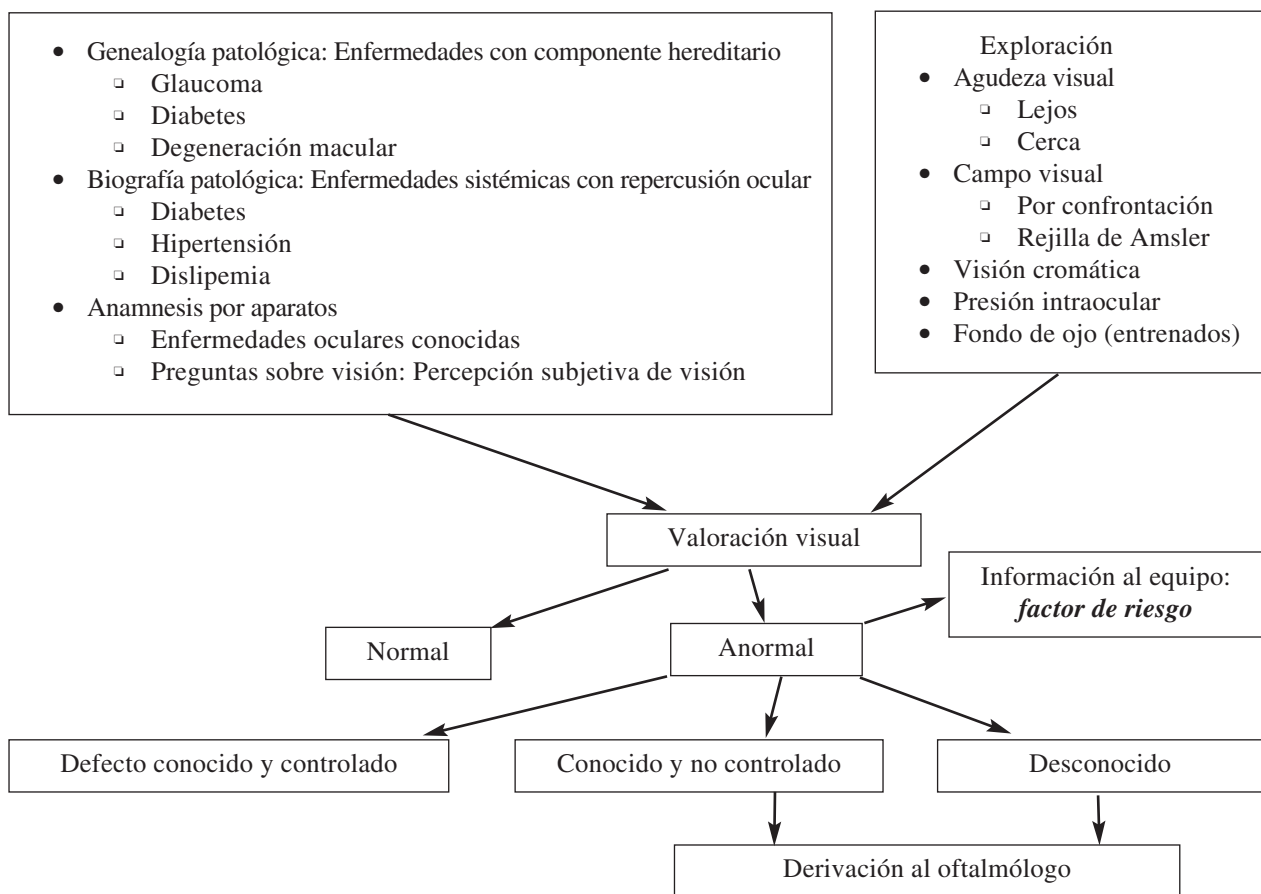 • Genealogía patológica: Enfermedades con componente hereditario
❏ Glaucoma
❏ Diabetes
❏ Degeneración macular
• Biografía patológica: Enfermedades sistémicas con repercusión ocular
❏ Diabetes
❏ Hipertensión
❏ Dislipemia
• Anamnesis por aparatos
❏ Enfermedades oculares conocidas
❏ Preguntas sobre visión: Percepción subjetiva de visión
Exploración
• Agudeza visual
❏ Lejos
❏ Cerca
• Campo visual
❏ Por confrontación
❏ Rejilla de Amsler
• Visión cromática
• Presión intraocular
• Fondo de ojo (entrenados)
Valoración visual
Información al equipo:
factor de riesgo
Normal
Anormal
Defecto conocido y controlado
Conocido y no controlado
Desconocido
Derivación al oftalmólogo